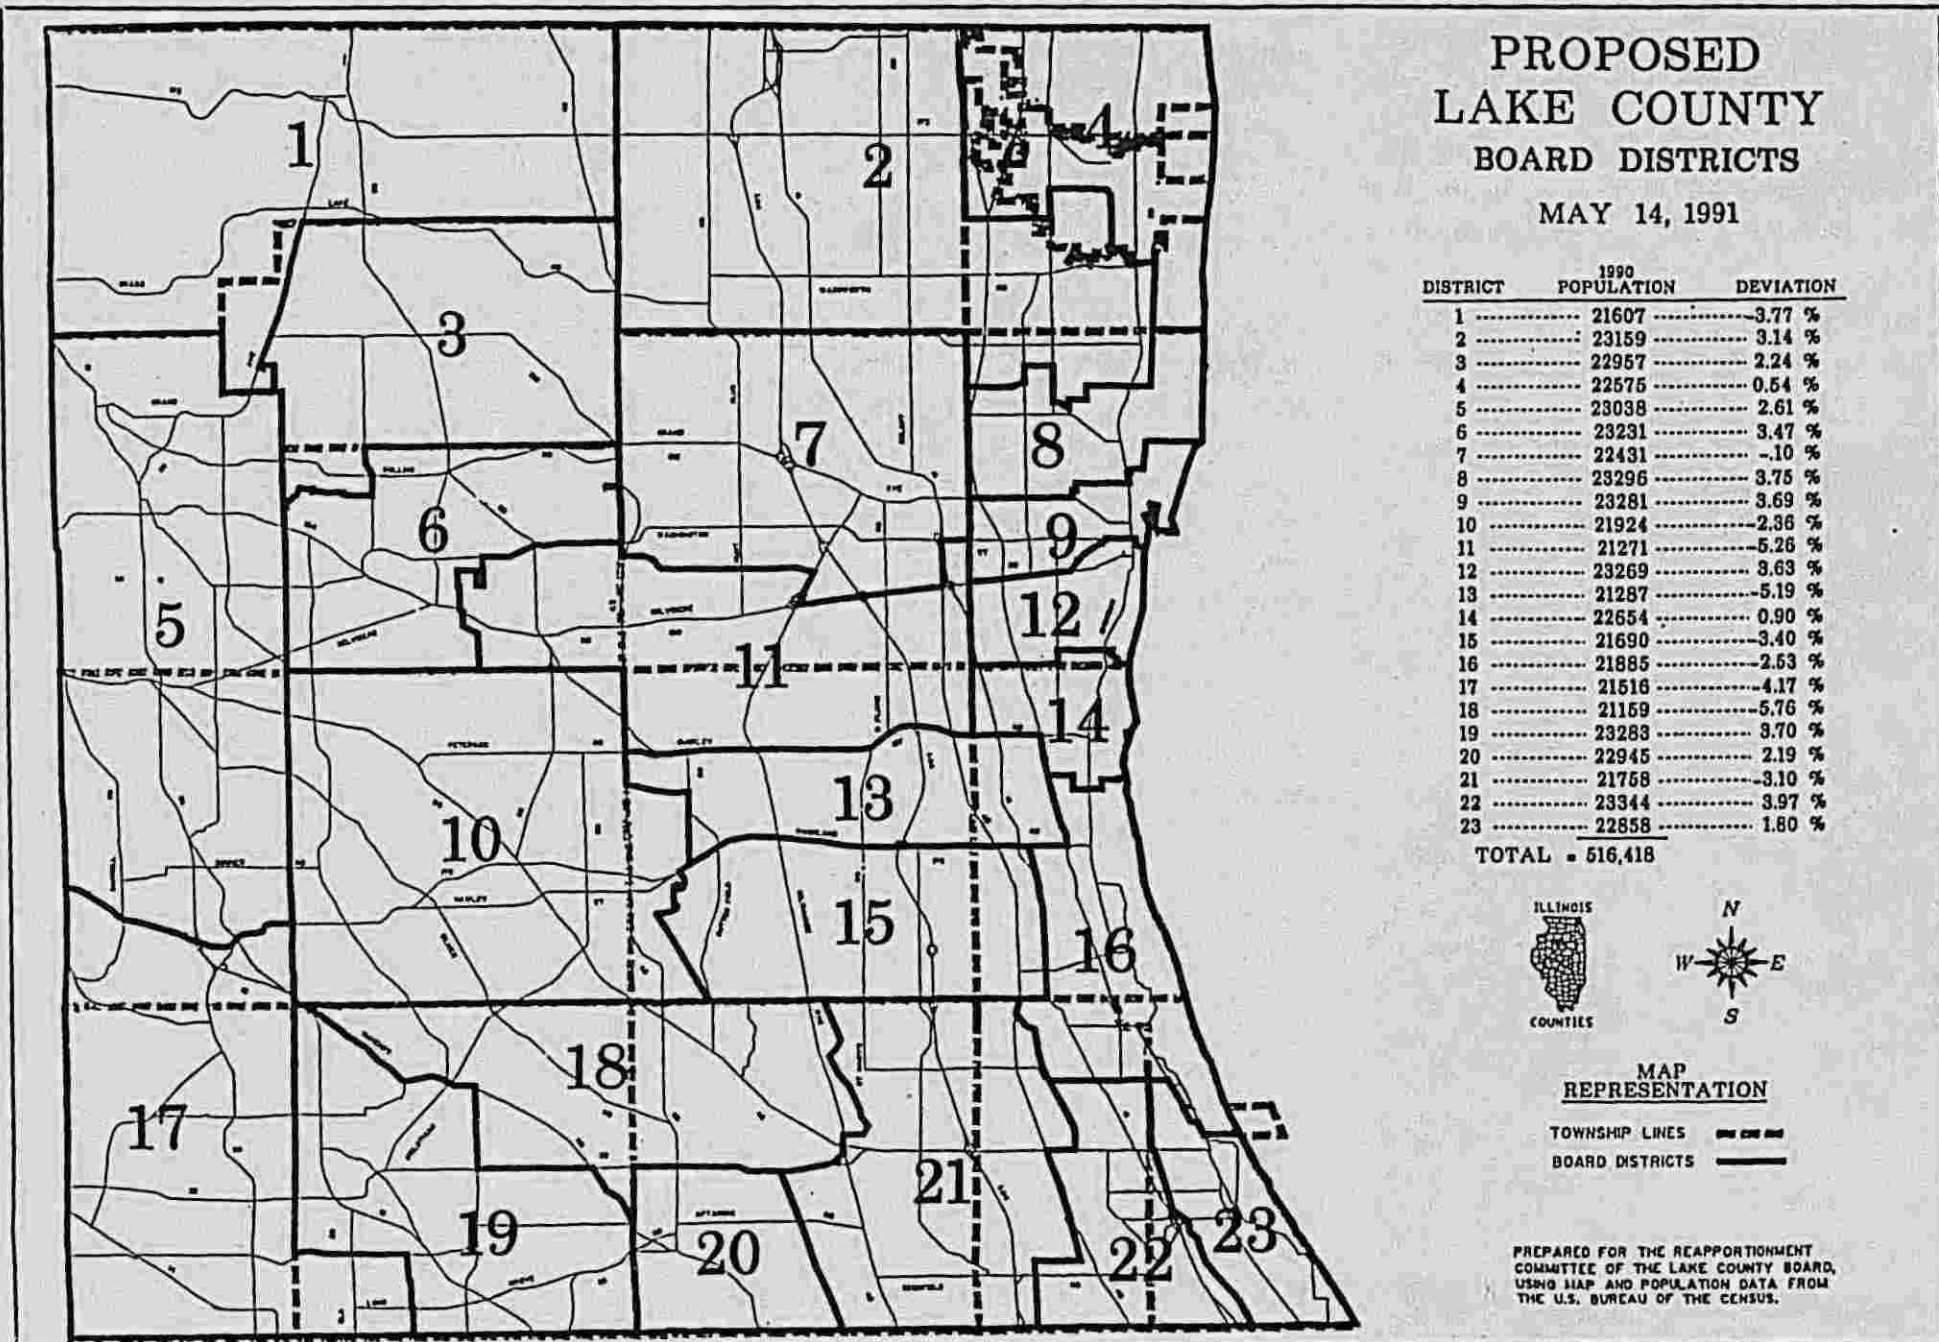 PROPOSED
LAKE COUNTY
BOARD DISTRICTS
MAY 14, 1991
1990
DISTRICT POPULATION DEVIATION
1 ............ 21607 ............ -3.77 %
2 ............ 23159 ............ 3.14 %
3 ............ 22957 ............ 2.24 %
4 ............ 22575 ............ 0.54 %
5 ............ 23038 ............ 2.61 %
6 ............ 23231 ............ 3.47 %
7 ............ 22431 ............ -.10 %
8 ............ 23296 ............ 3.75 %
9 ............ 23281 ............ 3.69 %
10 ............ 21924 ............ -2.36 %
11 ............ 21271 ............ -5.26 %
12 ............ 23269 ............ 3.63 %
13 ............ 21287 ............ -5.19 %
14 ............ 22654 ............ 0.90 %
15 ............ 21690 ............ -3.40 %
16 ............ 21885 ............ -2.53 %
17 ............ 21516 ............ -4.17 %
18 ............ 21159 ............ -5.76 %
19 ............ 23283 ............ 3.70 %
20 ............ 22945 ............ 2.19 %
21 ............ 21758 ............ -3.10 %
22 ............ 23344 ............ 3.97 %
23 ............ 22858 ............ 1.80 %
TOTAL = 516,418
ILLINOIS
COUNTIES
N
W E
S
MAP
REPRESENTATION
TOWNSHIP LINES
BOARD DISTRICTS
PREPARED FOR THE REAPPORTIONMENT
COMMITTEE OF THE LAKE COUNTY BOARD,
USING MAP AND POPULATION DATA FROM
THE U.S. BUREAU OF THE CENSUS.
1
2
4
LAKE
3
7
8
6
9
5
12
11
14
13
10
15
16
18
17
21
19
20
22
23